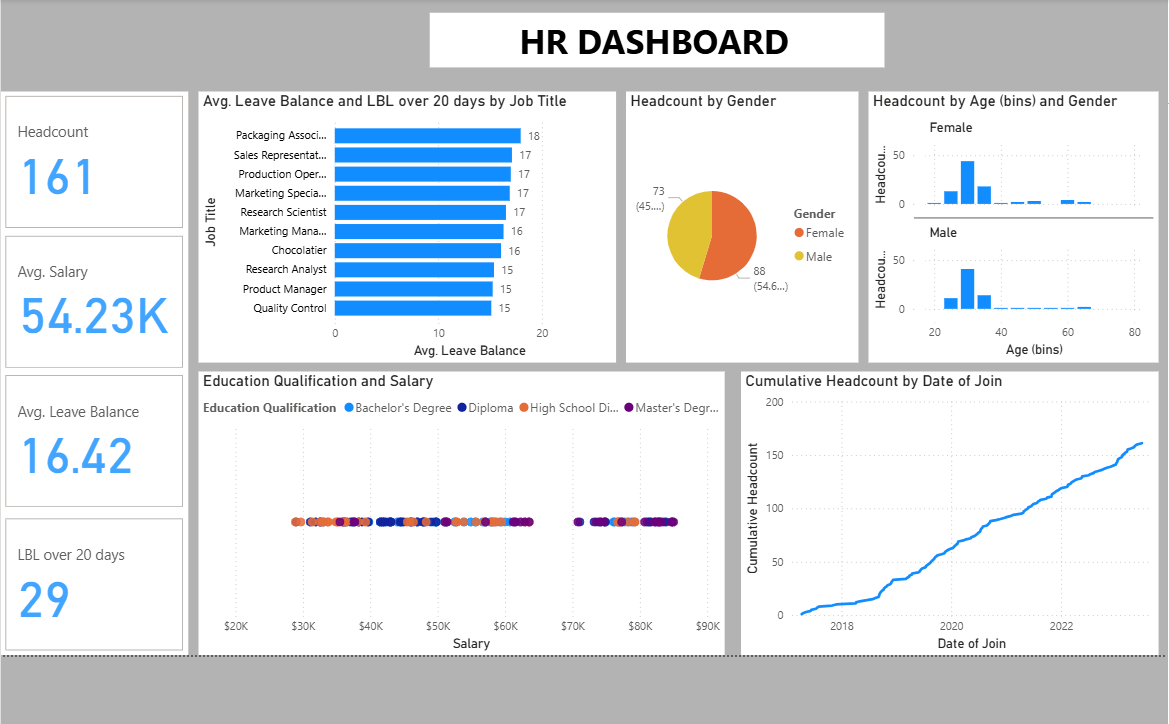 HR DASHBOARD
Headcount
161
Avg. Salary
54.23K
Avg. Leave Balance
16.42
LBL over 20 days
29
Avg. Leave Balance and LBL over 20 days by Job Title
Job Title
Packaging Associ... 18
Sales Representat... 17
Production Oper... 17
Marketing Specia... 17
Research Scientist 17
Marketing Mana... 16
Chocolatier 16
Research Analyst 15
Product Manager 15
Quality Control 15
0 10 20
Avg. Leave Balance
Headcount by Gender
73
(45....)
88
(54.6...)
Gender
Female
Male
Headcount by Age (bins) and Gender
Female
Headcou...
50
0
Male
Headcou...
50
0
20 40 60 80
Age (bins)
Education Qualification and Salary
Education Qualification Bachelor's Degree Diploma High School Di... Master's Degr...
$20K $30K $40K $50K $60K $70K $80K $90K
Salary
Cumulative Headcount by Date of Join
Cumulative Headcount
200
150
100
50
0
2018 2020 2022
Date of Join